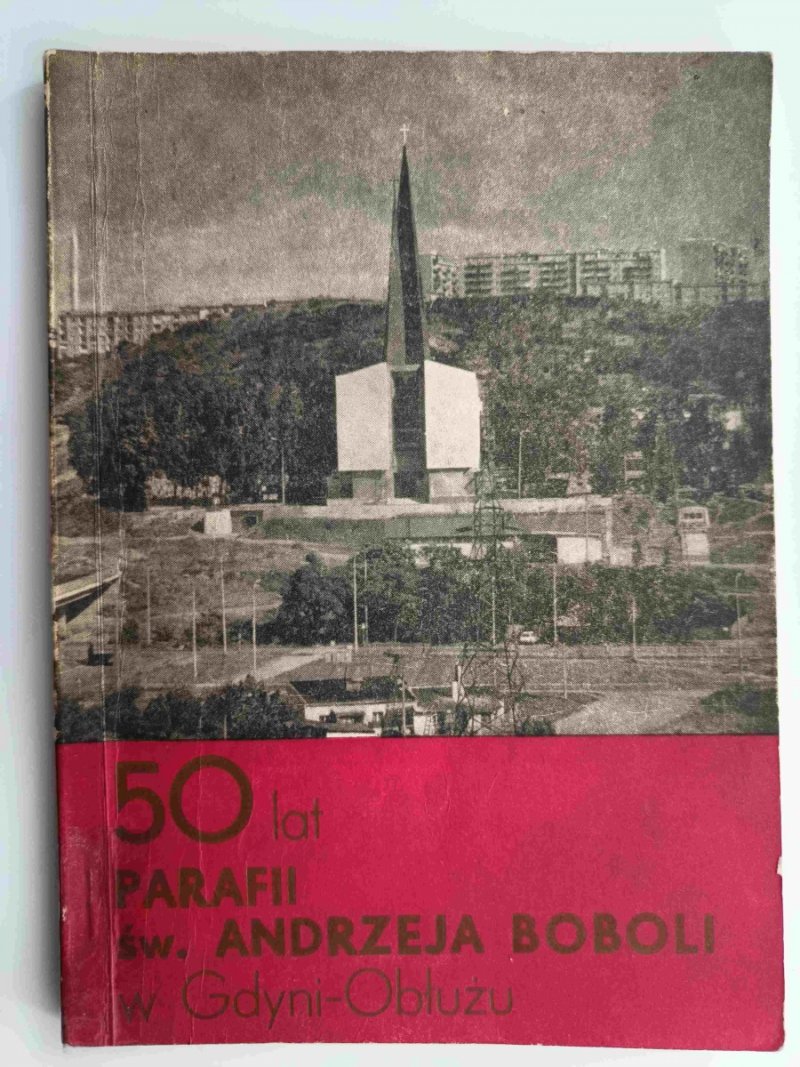 50 lat
PARAFII
św. ANDRZEJA BOBOLI
w Gdyni-Obłużu